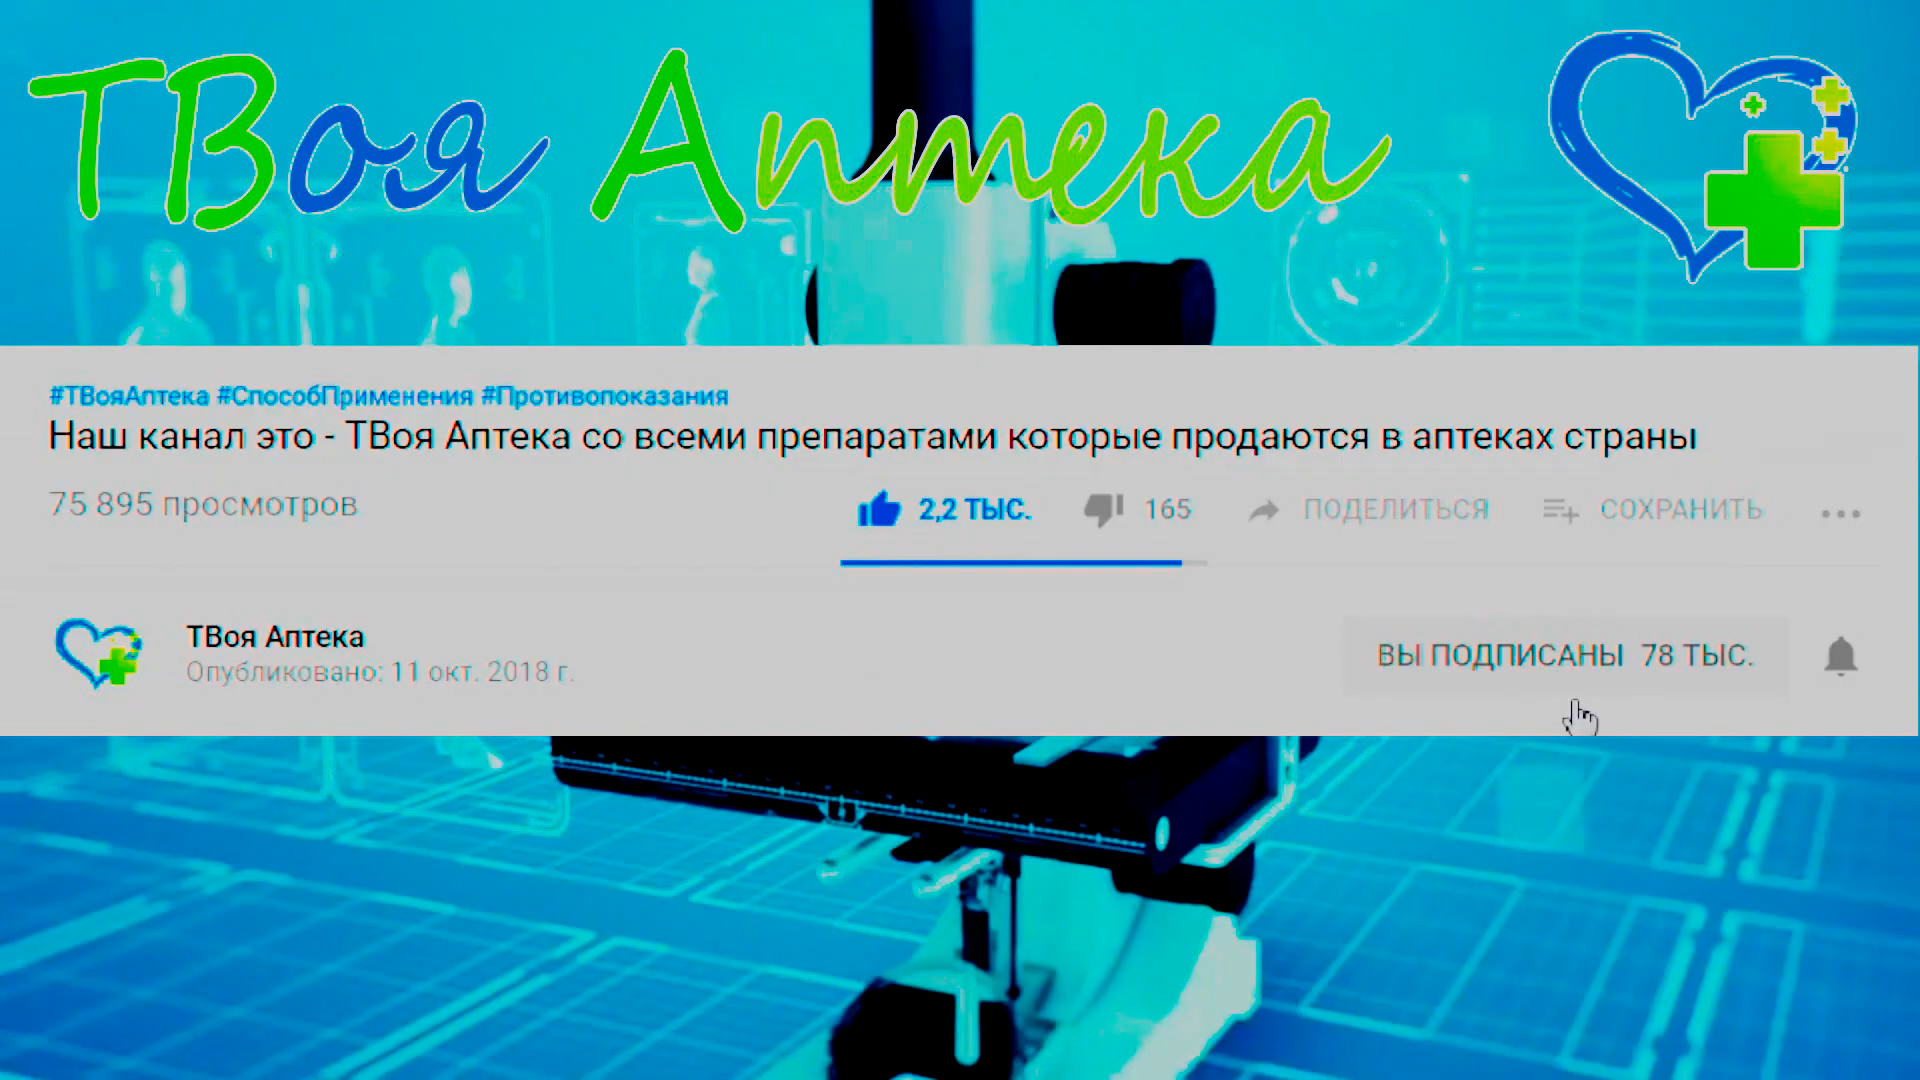 ТВоя Аптека
#ТВояАптека #СпособПрименения #Противопоказания
Наш канал это - ТВоя Аптека со всеми препаратами которые продаются в аптеках страны
75 895 просмотров
2,2 ТЫС.
165
ПОДЕЛИТЬСЯ
СОХРАНИТЬ
ТВоя Аптека
Опубликовано: 11 окт. 2018 г.
ВЫ ПОДПИСАНЫ 78 ТЫС.